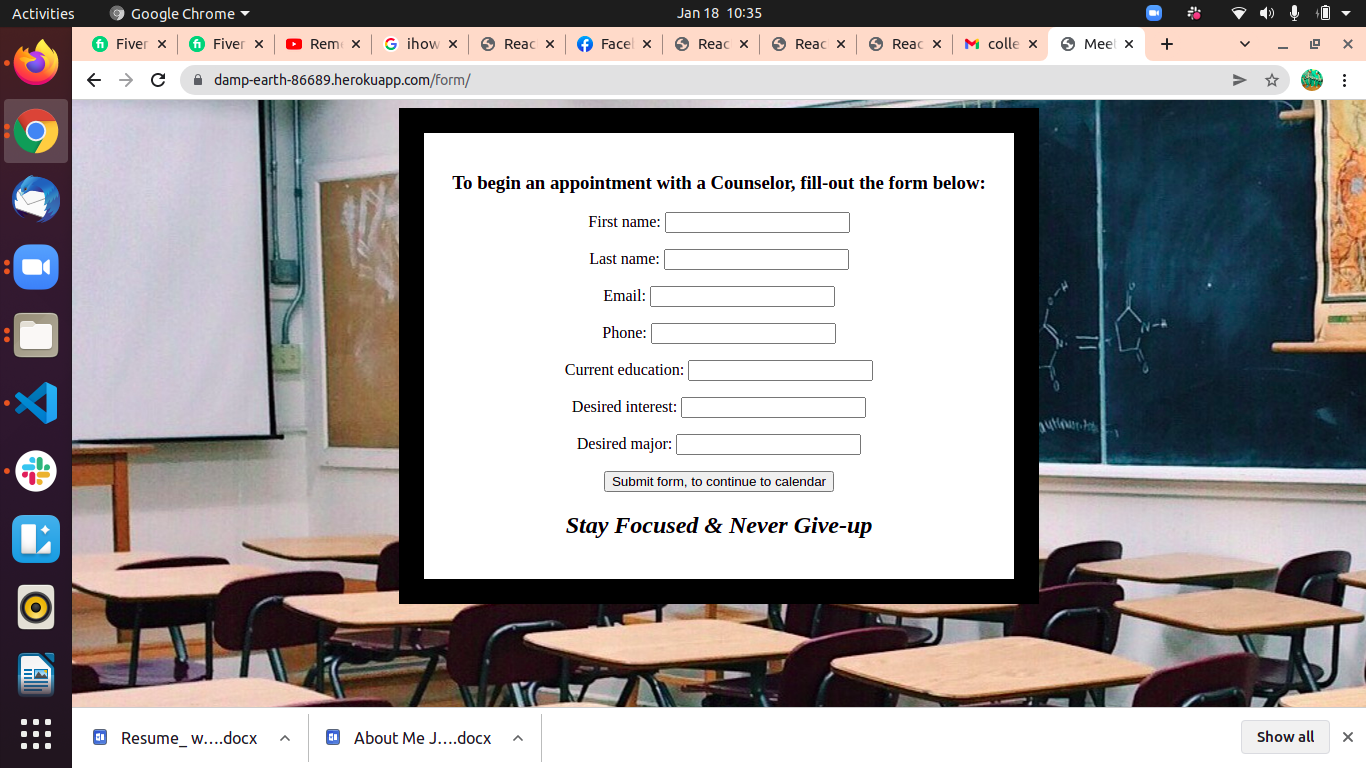 Activities
Google Chrome
Jan 18 10:35
Fiver
Fiver
Rem
ihow
Reac
Facel
Reac
Reac
Reac
colle
Meet
damp-earth-86689.herokuapp.com/form/
To begin an appointment with a Counselor, fill-out the form below:
First name:
Last name:
Email:
Phone:
Current education:
Desired interest:
Desired major:
Submit form, to continue to calendar
Stay Focused & Never Give-up
Resume_ w....docx
About Me J....docx
Show all